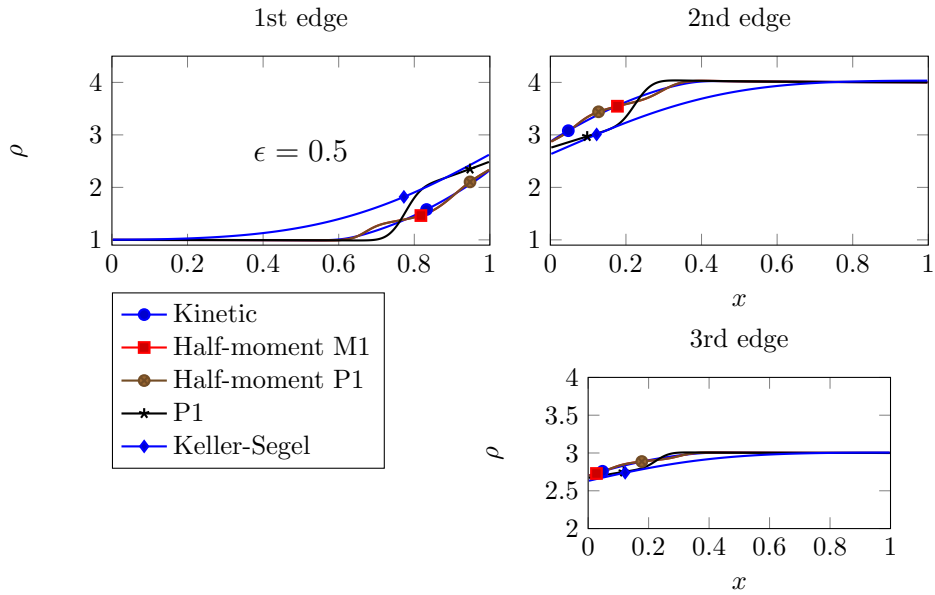 1st edge
2nd edge
4
3
2
1
ρ
ϵ = 0.5
0 0.2 0.4 0.6 0.8 1
4
3
2
1
0 0.2 0.4 0.6 0.8 1
x
Kinetic
Half-moment M1
Half-moment P1
P1
Keller-Segel
3rd edge
4
3.5
3
2.5
2
ρ
0 0.2 0.4 0.6 0.8 1
x